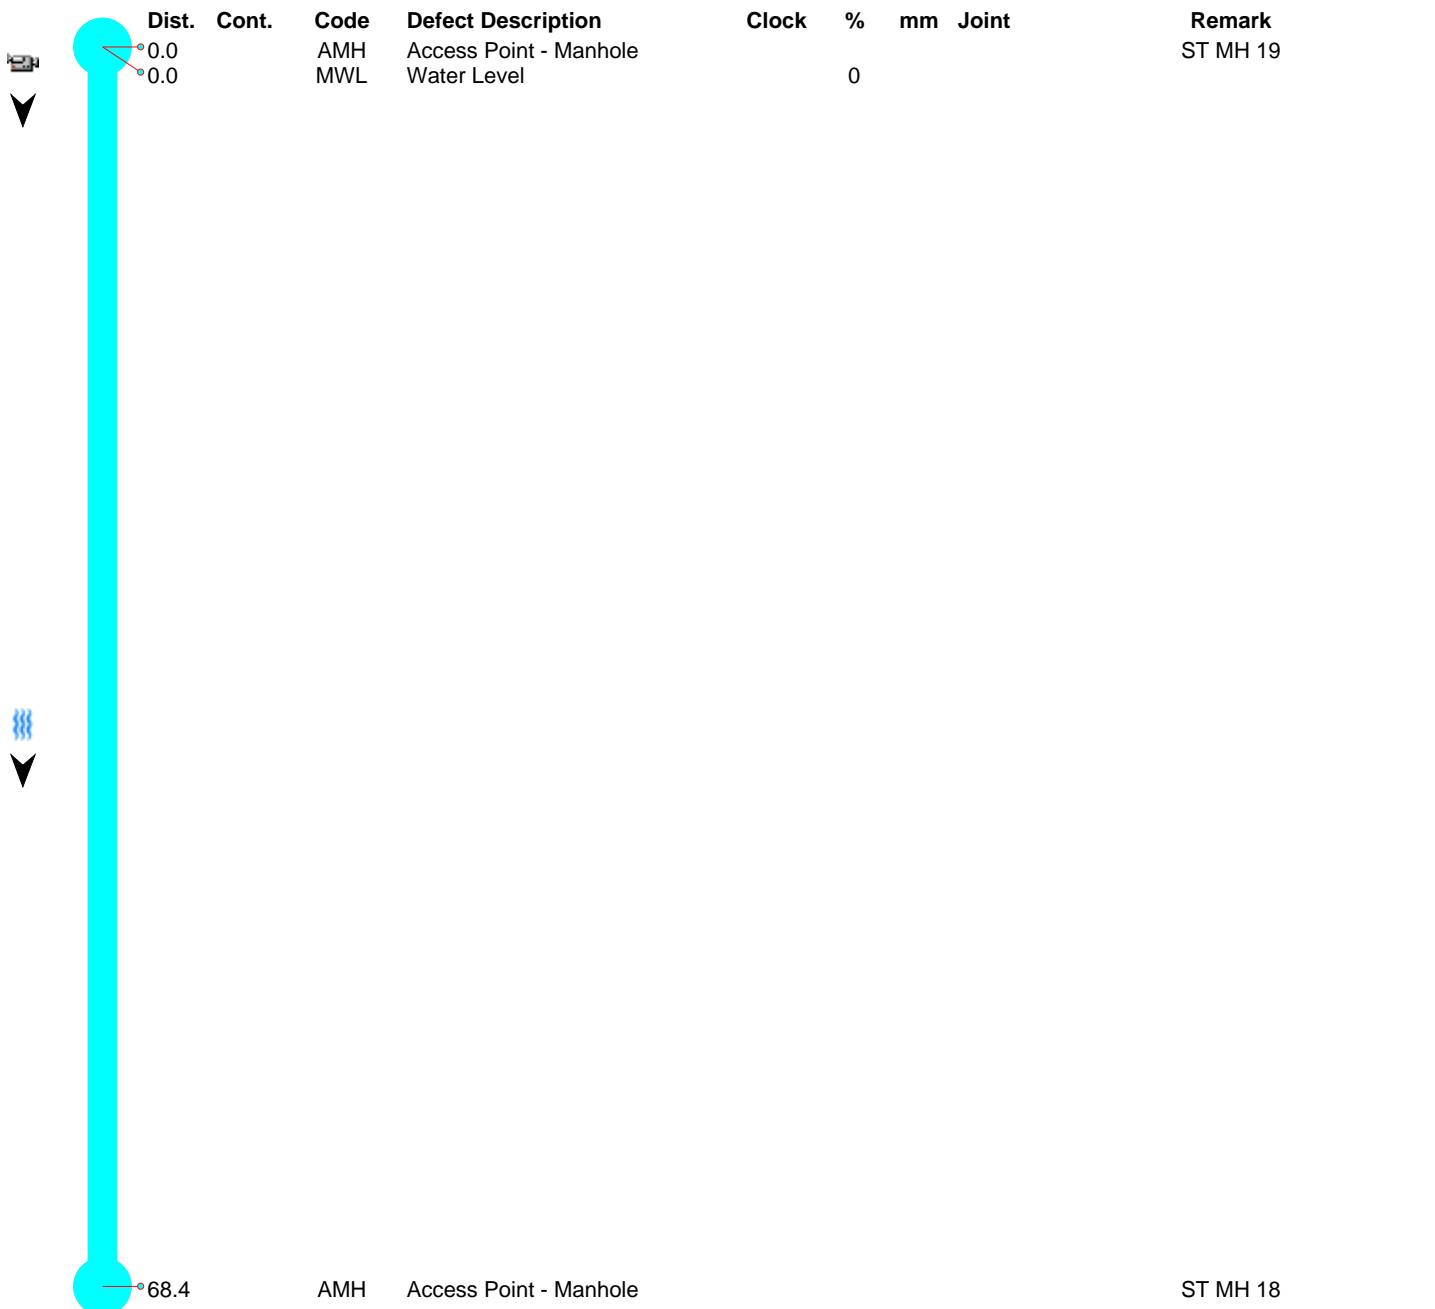 Dist. Cont. Code Defect Description Clock % mm Joint Remark
0.0 AMH Access Point - Manhole ST MH 19
0.0 MWL Water Level 0
68.4 AMH Access Point - Manhole ST MH 18